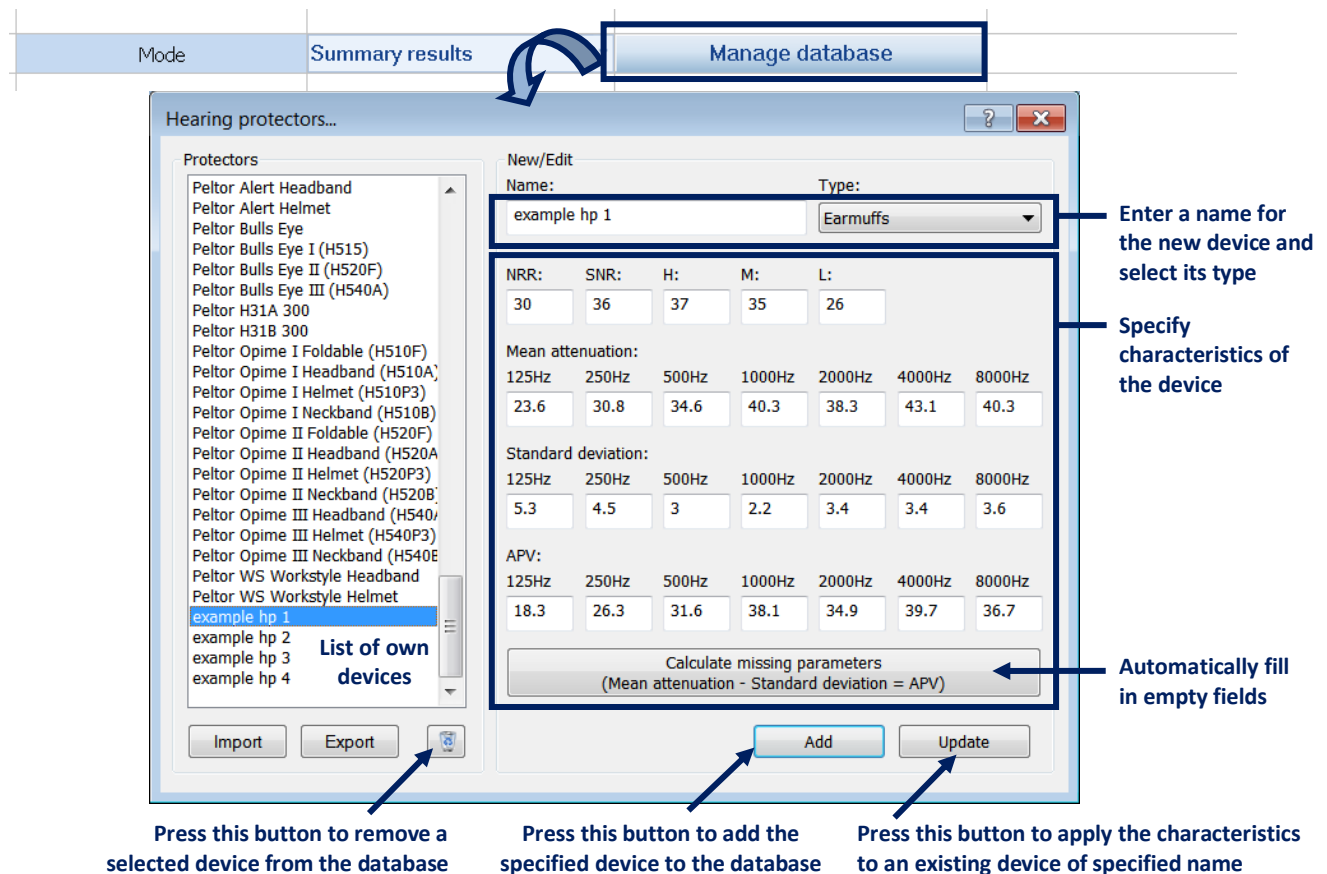 Mode
Summary results
Manage database
Hearing protectors...
Protectors
Peltor Alert Headband
Peltor Alert Helmet
Peltor Bulls Eye
Peltor Bulls Eye I (H515)
Peltor Bulls Eye II (H520F)
Peltor Bulls Eye III (H540A)
Peltor H31A 300
Peltor H31B 300
Peltor Opime I Foldable (H510F)
Peltor Opime I Headband (H510A)
Peltor Opime I Helmet (H510P3)
Peltor Opime I Neckband (H510B)
Peltor Opime II Foldable (H520F)
Peltor Opime II Headband (H520A
Peltor Opime II Helmet (H520P3)
Peltor Opime II Neckband (H520B)
Peltor Opime III Headband (H540A
Peltor Opime III Helmet (H540P3)
Peltor Opime III Neckband (H540B
Peltor WS Workstyle Headband
Peltor WS Workstyle Helmet
example hp 1
example hp 2
example hp 3
example hp 4
List of own
devices
Import
Export
New/Edit
Name:
Type:
example hp 1
Earmuffs
NRR: SNR: H: M: L:
30 36 37 35 26
Mean attenuation:
125Hz 250Hz 500Hz 1000Hz 2000Hz 4000Hz 8000Hz
23.6 30.8 34.6 40.3 38.3 43.1 40.3
Standard deviation:
125Hz 250Hz 500Hz 1000Hz 2000Hz 4000Hz 8000Hz
5.3 4.5 3 2.2 3.4 3.4 3.6
APV:
125Hz 250Hz 500Hz 1000Hz 2000Hz 4000Hz 8000Hz
18.3 26.3 31.6 38.1 34.9 39.7 36.7
Calculate missing parameters
(Mean attenuation - Standard deviation = APV)
Add
Update
Enter a name for
the new device and
select its type
Specify
characteristics of
the device
Automatically fill
in empty fields
Press this button to remove a
selected device from the database
Press this button to add the
specified device to the database
Press this button to apply the characteristics
to an existing device of specified name